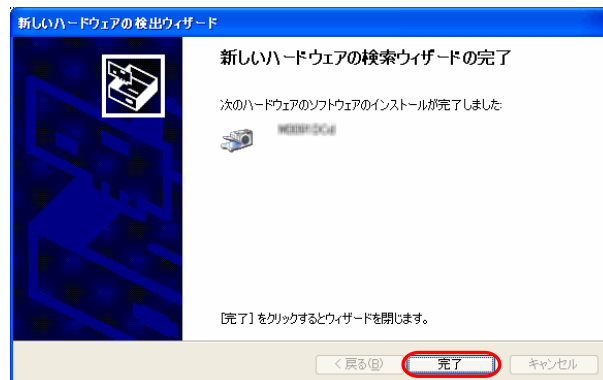 新しいハードウェアの検出ウィザード
新しいハードウェアの検索ウィザードの完了
次のハードウェアのソフトウェアのインストールが完了しました:
[完了] をクリックするとウィザードを閉じます。
< 戻る(B)
完了
キャンセル